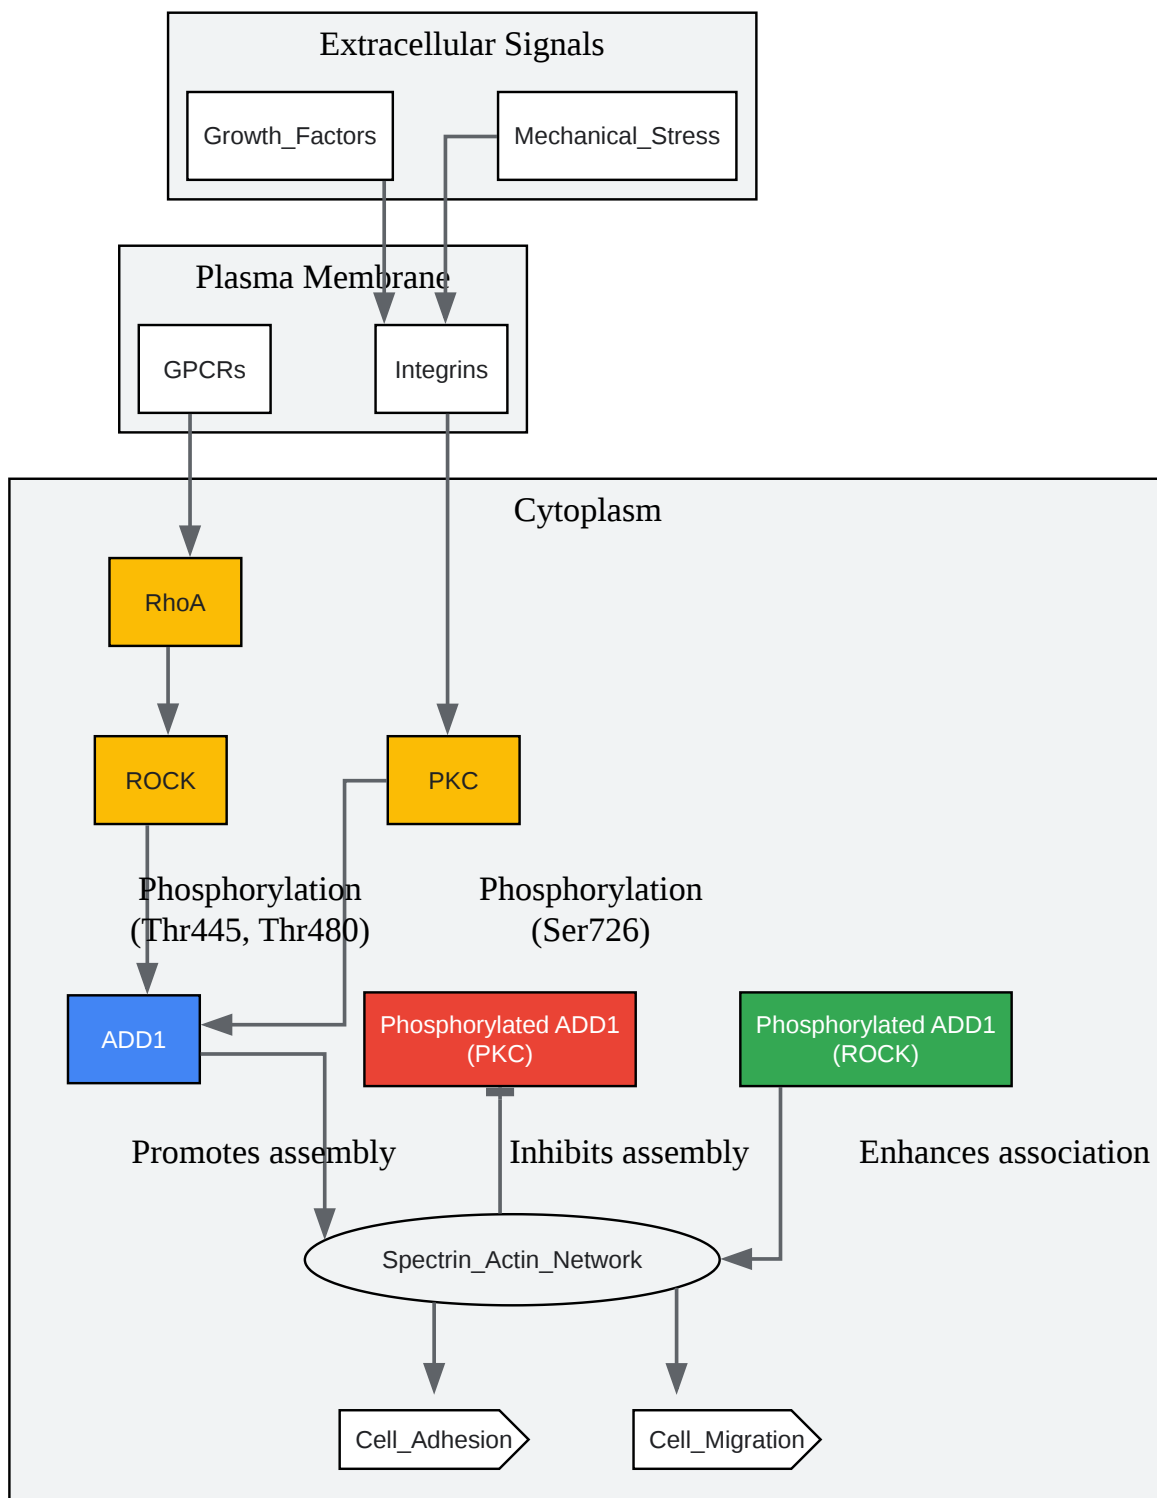 Extracellular Signals
Growth_Factors
Mechanical_Stress
Plasma Membrane
GPCRs
Integrins
Cytoplasm
RhoA
ROCK
PKC
Phosphorylation
(Thr445, Thr480)
Phosphorylation
(Ser726)
ADD1
Phosphorylated ADD1
(PKC)
Phosphorylated ADD1
(ROCK)
Promotes assembly
Inhibits assembly
Enhances association
Spectrin_Actin_Network
Cell_Adhesion
Cell_Migration